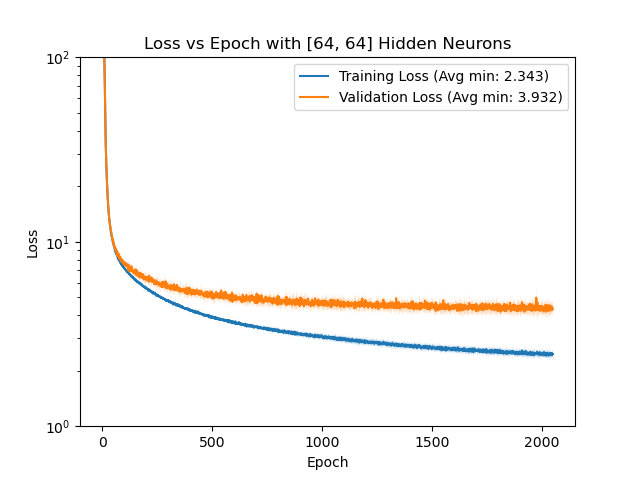 Loss vs Epoch with [64, 64] Hidden Neurons
Training Loss (Avg min: 2.343)
Validation Loss (Avg min: 3.932)
Loss
10²
10¹
10⁰
0 500 1000 1500 2000
Epoch